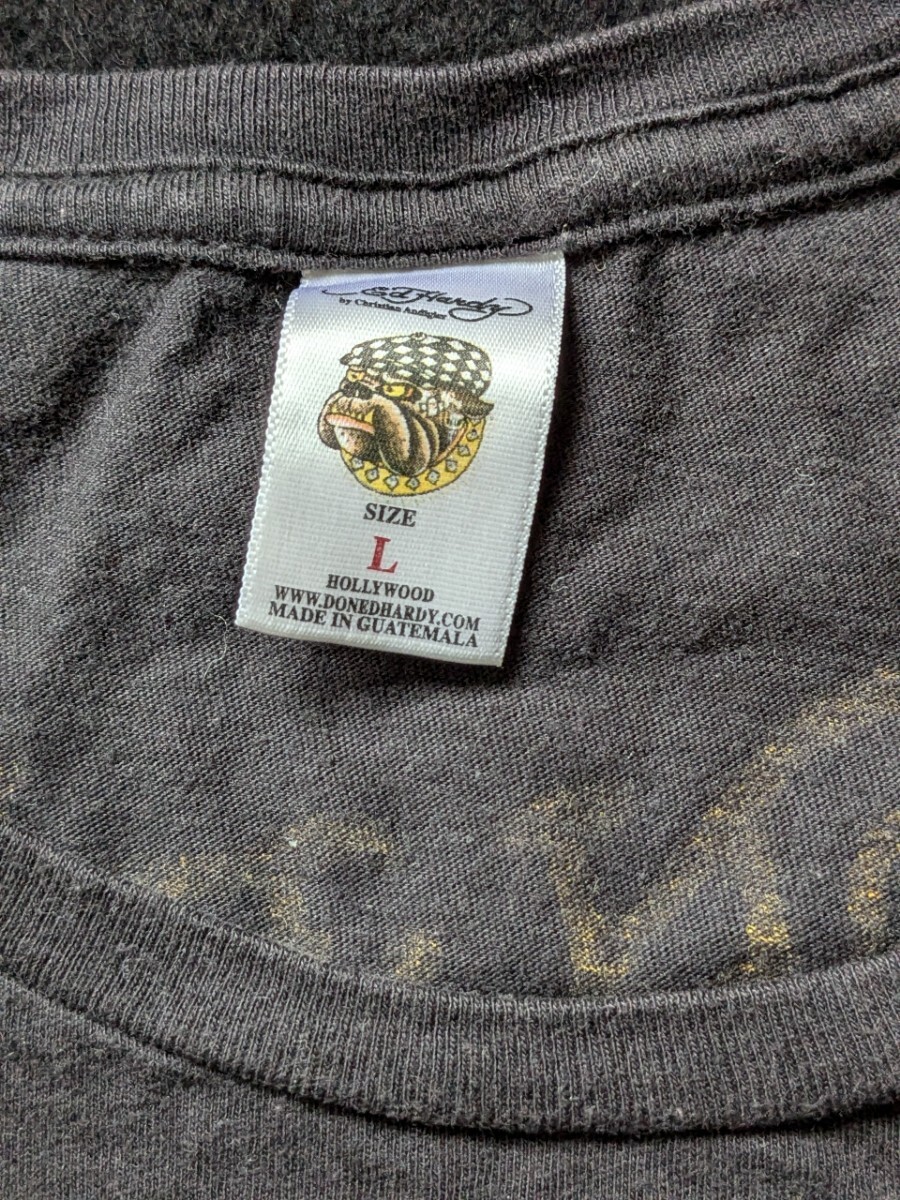 Ed Hardy
by Christian Audigier
SIZE
L
HOLLYWOOD
WWW.DONEDHARDY.COM
MADE IN GUATEMALA